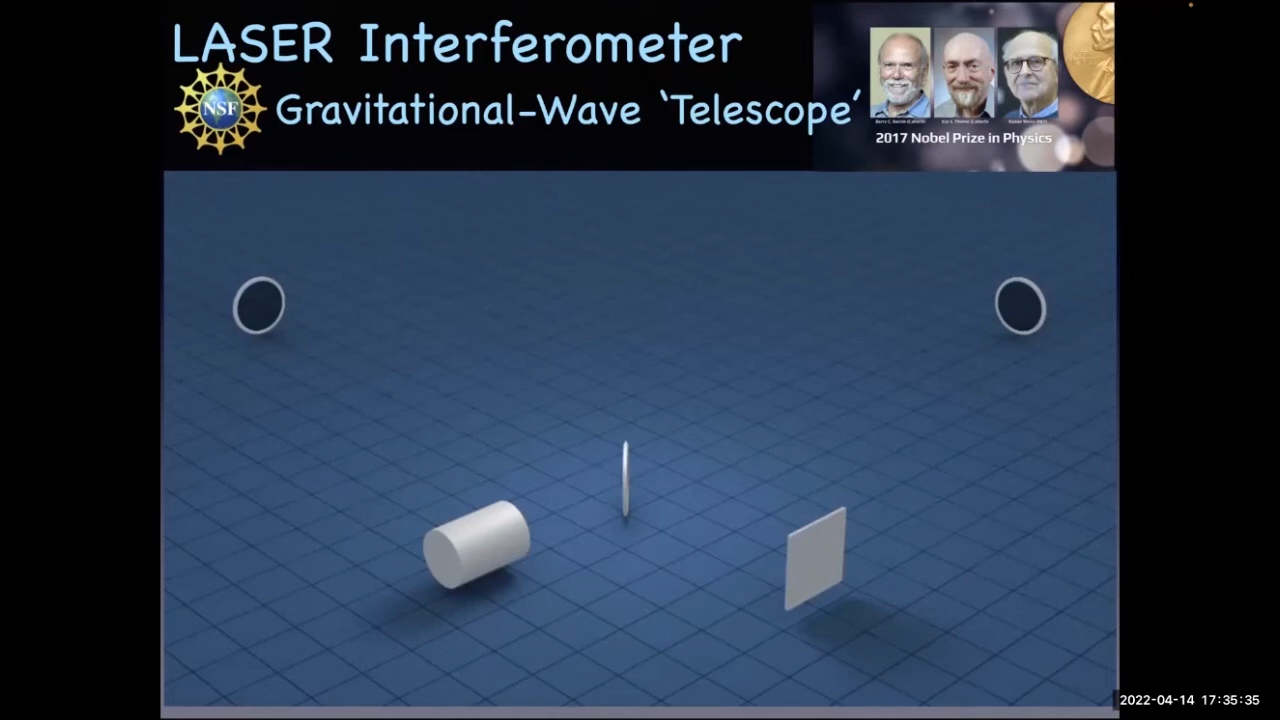 LASER Interferometer
NSF
Gravitational-Wave ‘Telescope’
2017 Nobel Prize in Physics
2022-04-14 17:35:35